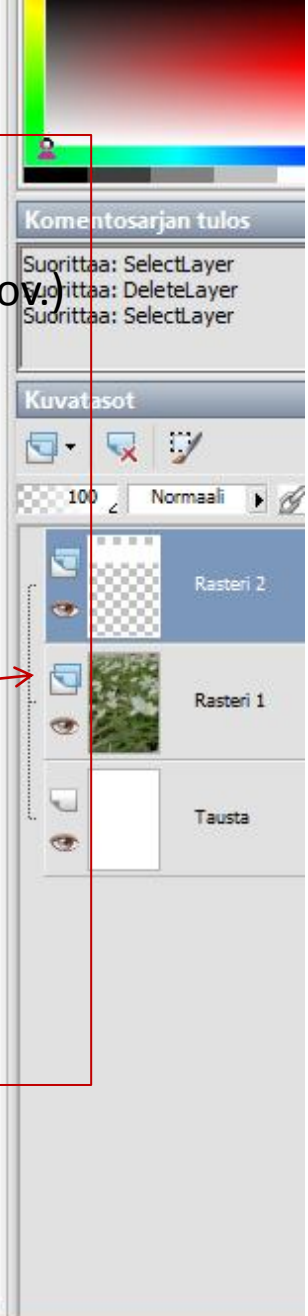 Komentosarjan tulos
Suorittaa: SelectLayer
ov.)
Suorittaa: DeleteLayer
Suorittaa: SelectLayer
Kuvatasot
100 Normaali
Rasteri 2
Rasteri 1
Tausta